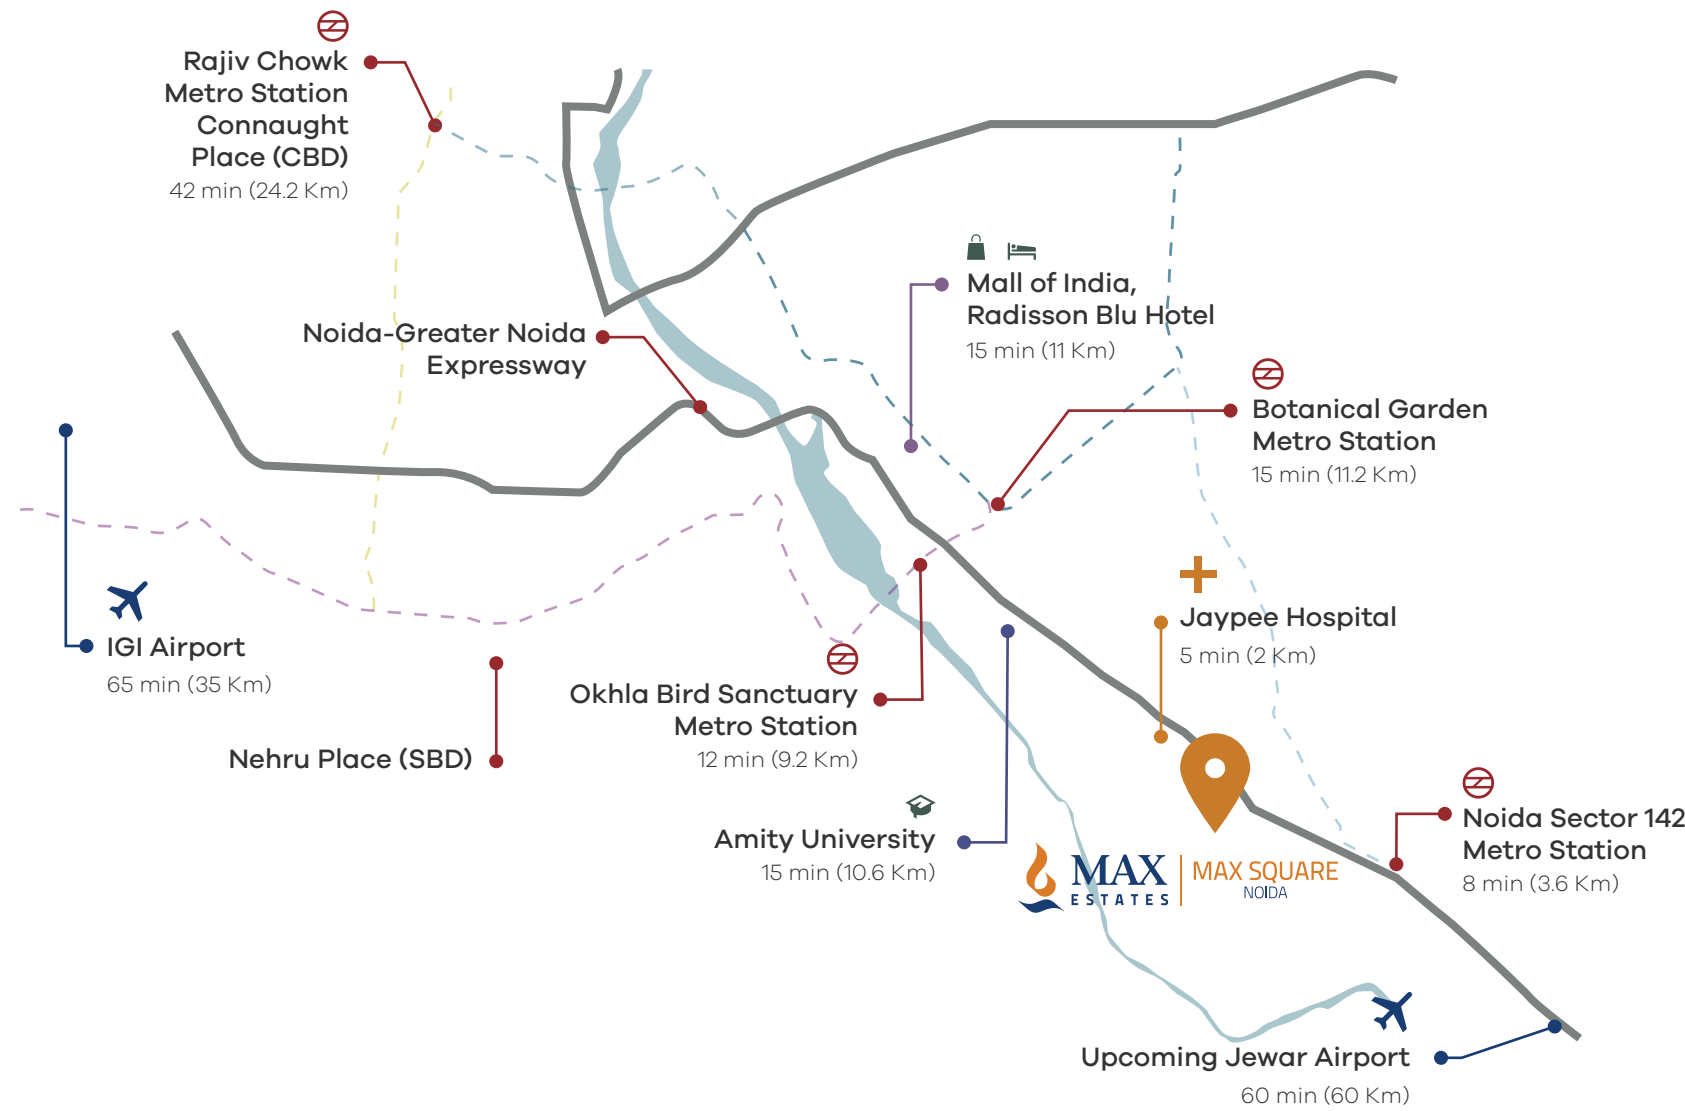 Rajiv Chowk
Metro Station
Connaught
Place (CBD)
42 min (24.2 Km)
Mall of India,
Radisson Blu Hotel
15 min (11 Km)
Noida-Greater Noida
Expressway
Botanical Garden
Metro Station
15 min (11.2 Km)
IGI Airport
65 min (35 Km)
Jaypee Hospital
5 min (2 Km)
Nehru Place (SBD)
Okhla Bird Sanctuary
Metro Station
12 min (9.2 Km)
Amity University
15 min (10.6 Km)
MAX
ESTATES
MAX SQUARE
NOIDA
Noida Sector 142
Metro Station
8 min (3.6 Km)
Upcoming Jewar Airport
60 min (60 Km)